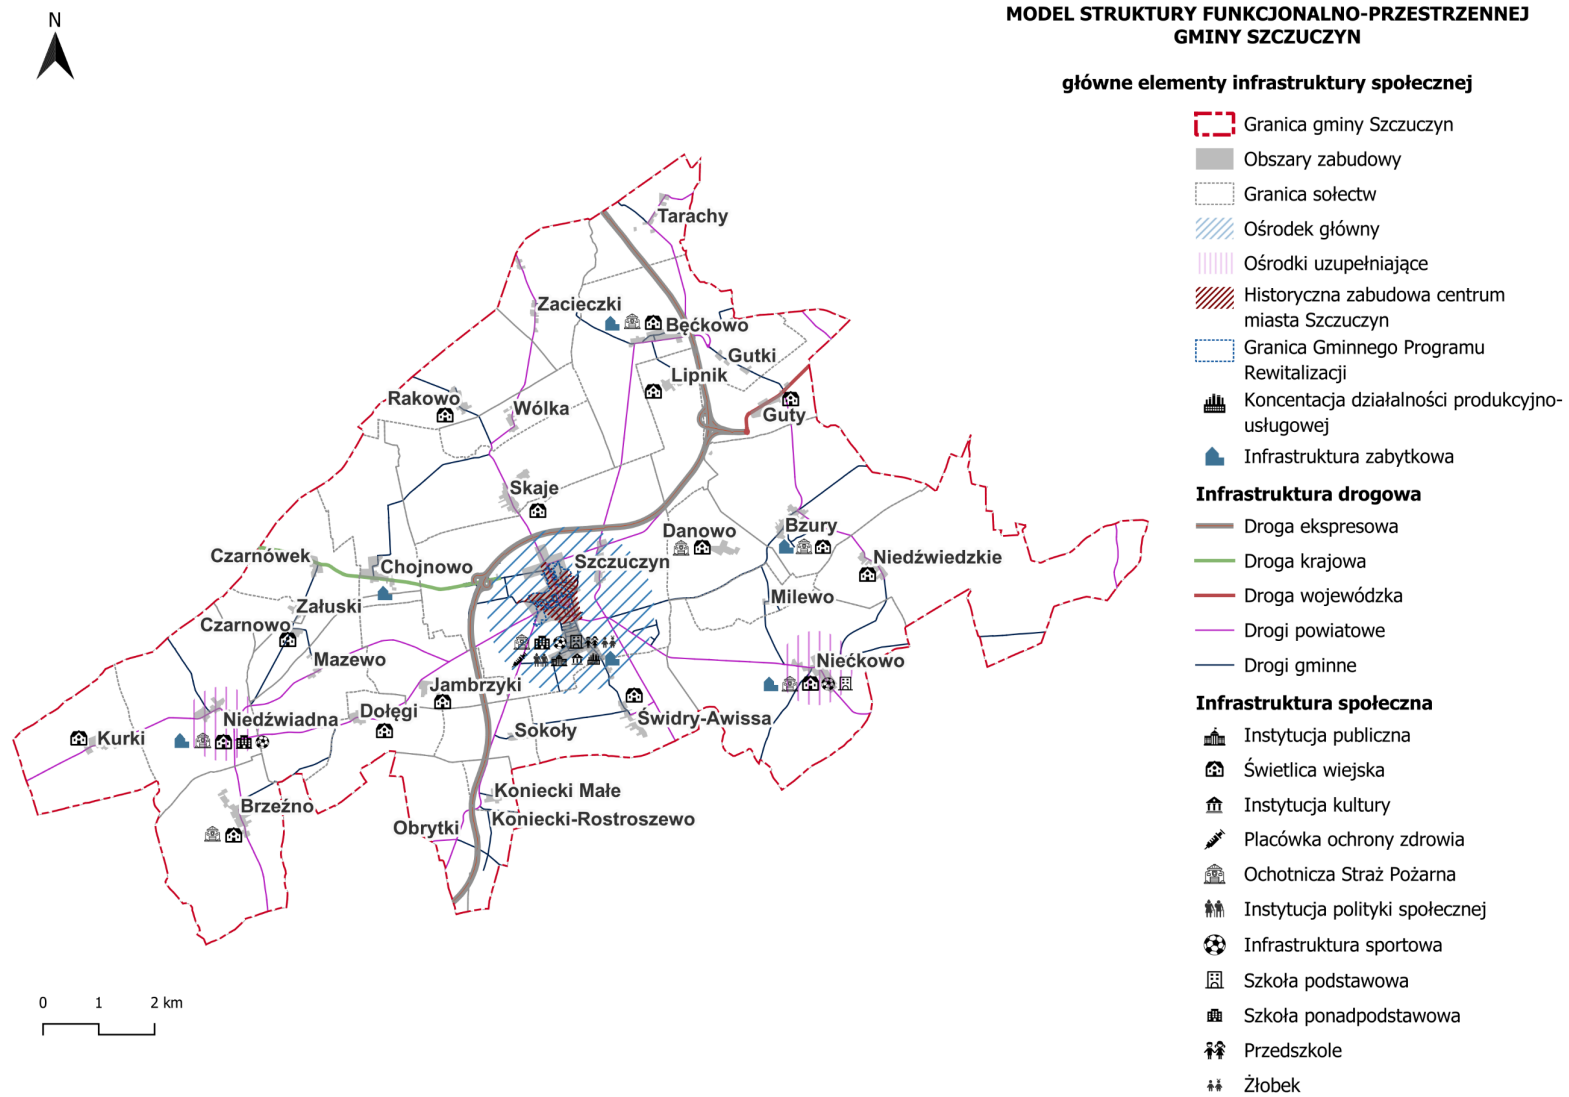 MODEL STRUKTURY FUNKCJONALNO-PRZESTRZENNEJ
GMINY SZCZUCZYN
główne elementy infrastruktury społecznej
N
Granica gminy Szczuczyn
Obszary zabudowy
Granica sołectw
Ośrodek główny
Ośrodki uzupełniające
Historyczna zabudowa centrum
miasta Szczuczyn
Granica Gminnego Programu
Rewitalizacji
Koncentacja działalności produkcyjno-
usługowej
Infrastruktura zabytkowa
Infrastruktura drogowa
Droga ekspresowa
Droga krajowa
Droga wojewódzka
Drogi powiatowe
Drogi gminne
Infrastruktura społeczna
Instytucja publiczna
Świetlica wiejska
Instytucja kultury
Placówka ochrony zdrowia
Ochotnicza Straż Pożarna
Instytucja polityki społecznej
Infrastruktura sportowa
Szkoła podstawowa
Szkoła ponadpodstawowa
Przedszkole
Żłobek
Tarachy
Zacieczki
Bęćkowo
Gutki
Lipnik
Rakowo
Wólka
Guty
Skaje
Danowo
Bzury
Czarnówek
Chojnowo
Szczuczyn
Niedźwiedzkie
Załuski
Milewo
Czarnowo
Mazewo
Niećkowo
Jambrzyki
Dołęgi
Niedźwiadna
Świdry-Awissa
Kurki
Sokoły
Koniecki Małe
Brzeźno
Koniecki-Rostroszewo
Obrytki
0 1 2 km